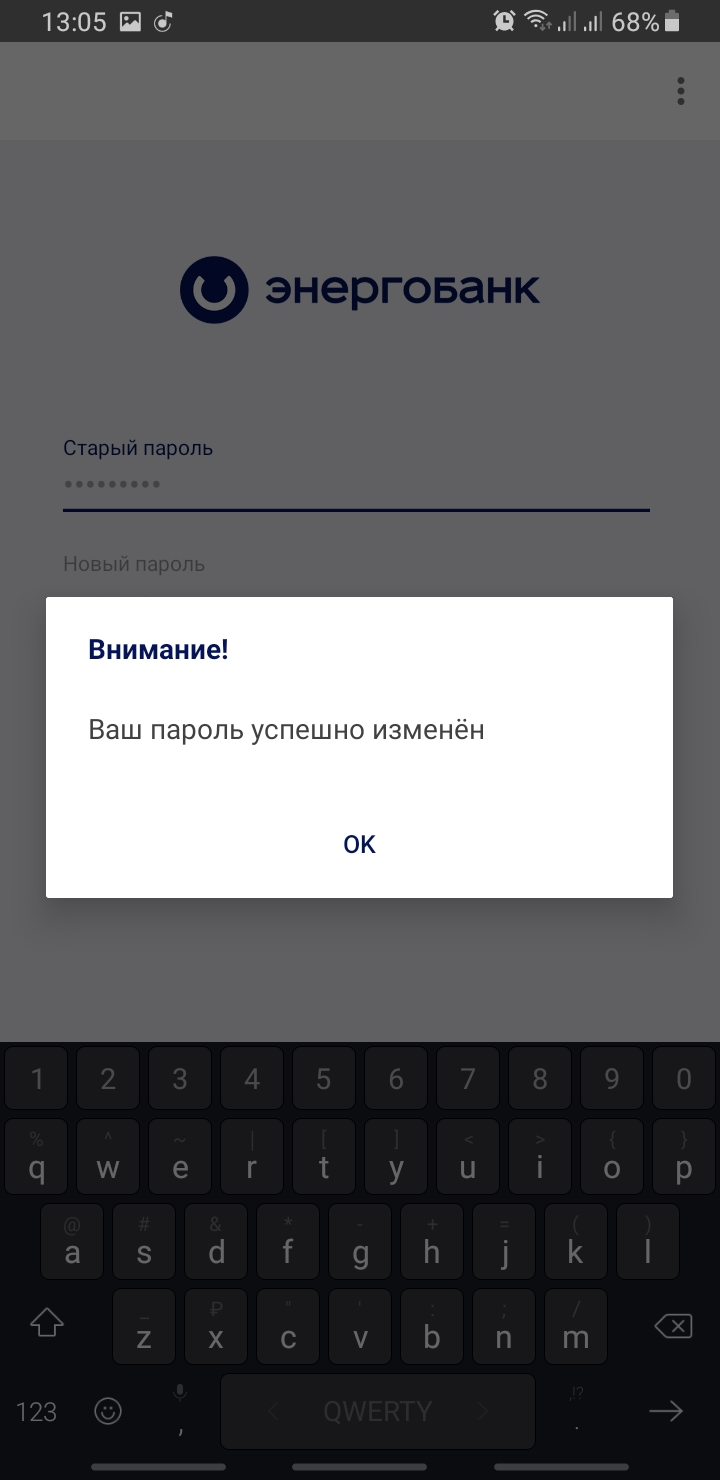 13:05 68%
энергобанк
Старый пароль
•••••••••
Новый пароль
Внимание!
Ваш пароль успешно изменён
OK
1 2 3 4 5 6 7 8 9 0
% ^ ~ | [ ] < > { }
q w e r t y u i o p
@ # & * - + = ( )
a s d f g h j k l
_ ₽ " ' : ; /
z x c v b n m
123 , < QWERTY > ,!? .